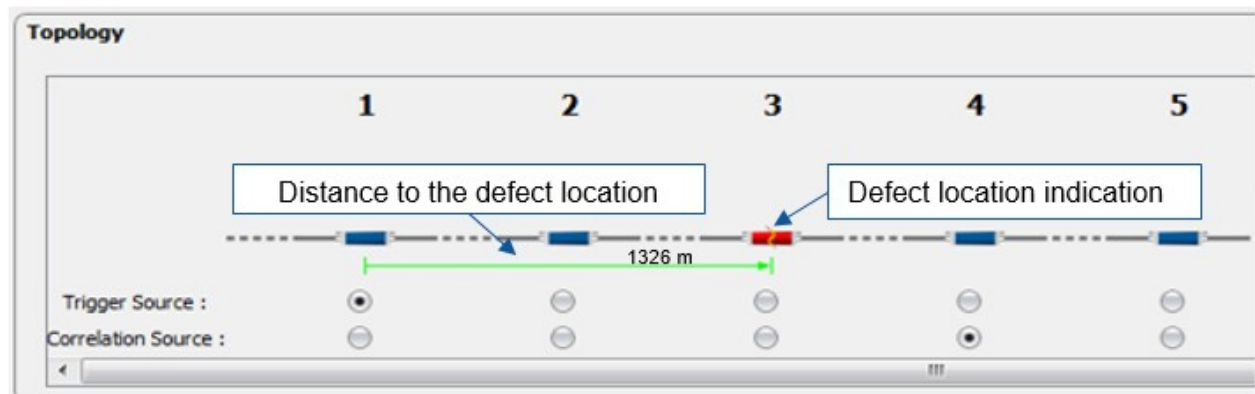 Topology
1 2 3 4 5
Distance to the defect location
Defect location indication
1326 m
Trigger Source :
Correlation Source :